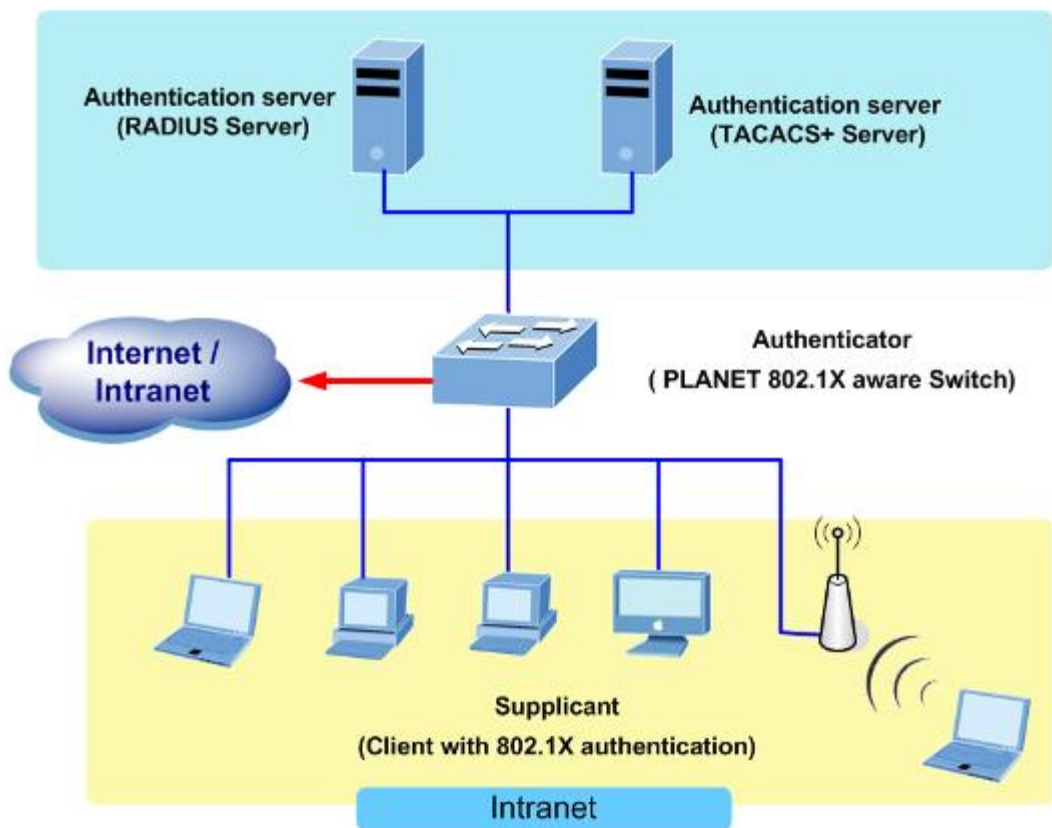 Authentication server
(RADIUS Server)
Authentication server
(TACACS+ Server)
Internet /
Intranet
Authenticator
( PLANET 802.1X aware Switch)
Supplicant
(Client with 802.1X authentication)
Intranet